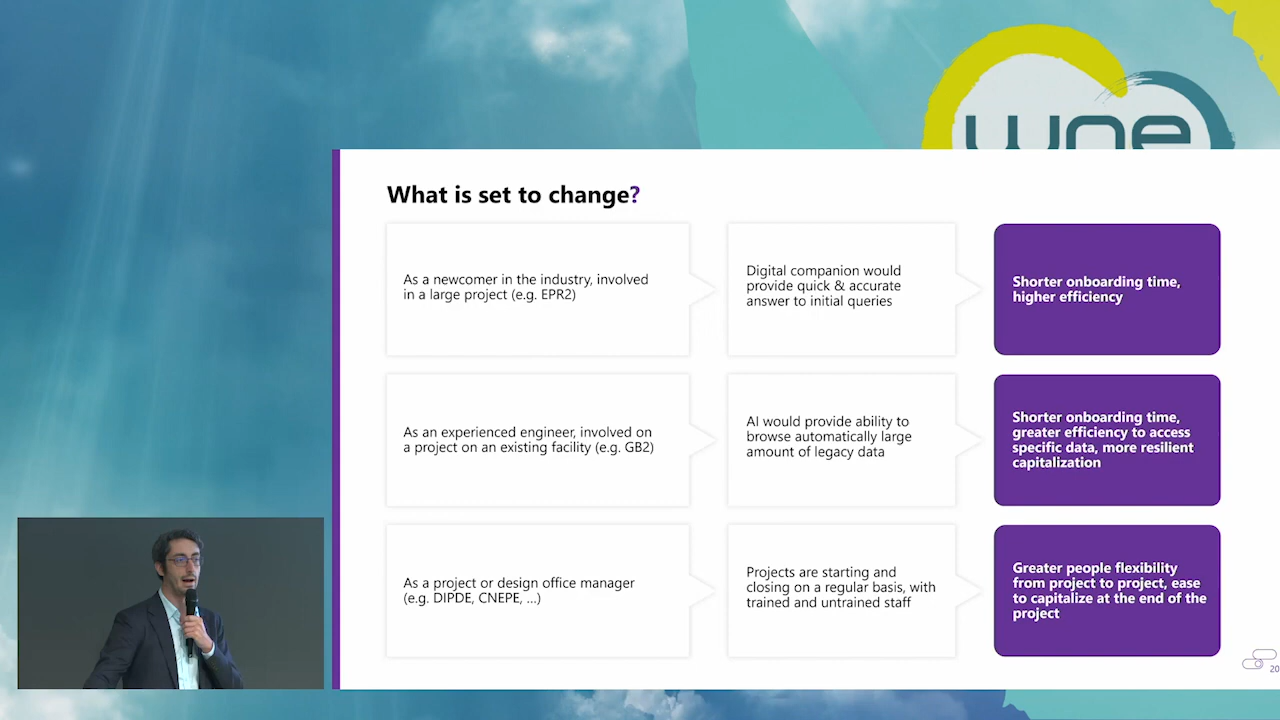 wne
What is set to change?
As a newcomer in the industry, involved
in a large project (e.g. EPR2)
Digital companion would
provide quick & accurate
answer to initial queries
Shorter onboarding time,
higher efficiency
As an experienced engineer, involved on
a project on an existing facility (e.g. GB2)
AI would provide ability to
browse automatically large
amount of legacy data
Shorter onboarding time,
greater efficiency to access
specific data, more resilient
capitalization
As a project or design office manager
(e.g. DIPDE, CNEPE, ...)
Projects are starting and
closing on a regular basis, with
trained and untrained staff
Greater people flexibility
from project to project, ease
to capitalize at the end of the
project
20